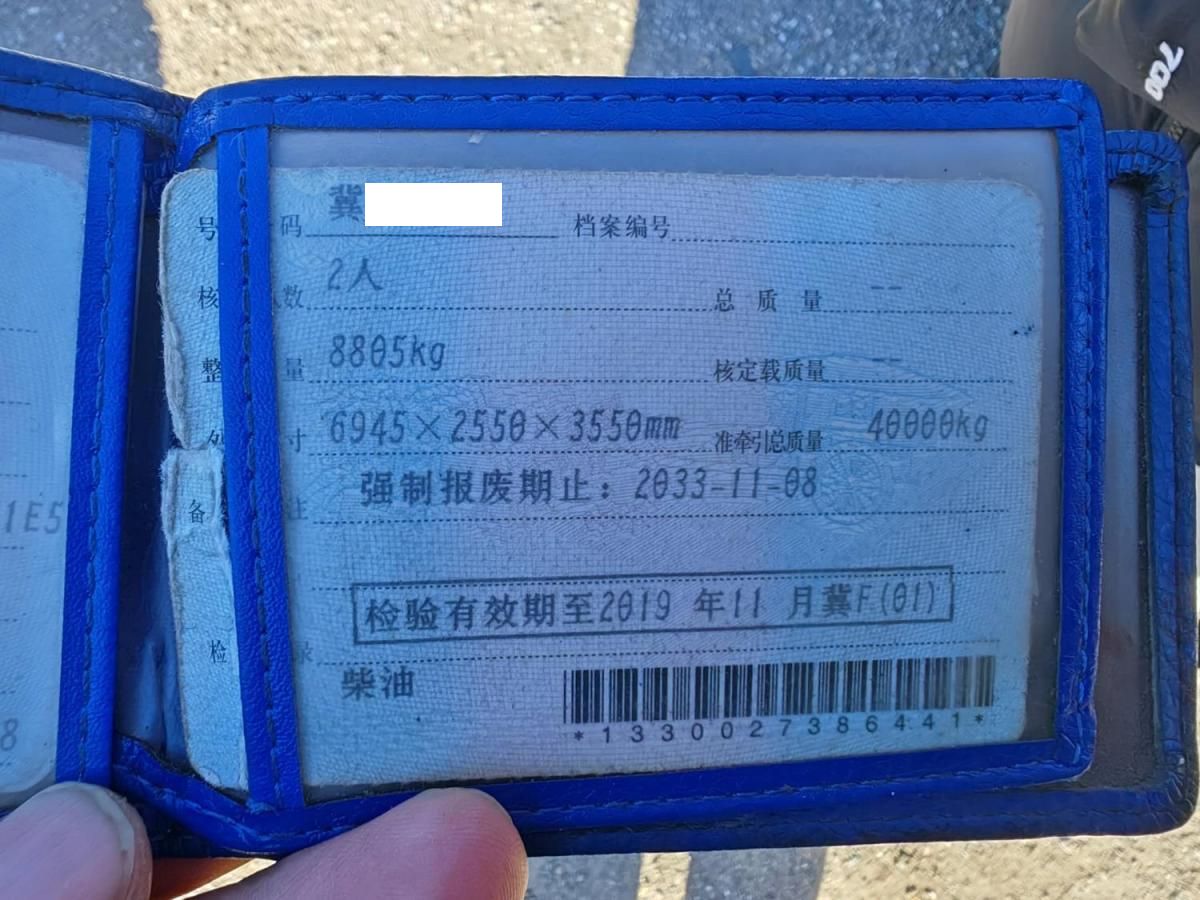 号 码 冀 档案编号
核 数 2人 总质量 --
整 量 8805kg 核定载质量 --
外 寸 6945×2550×3550mm 准牵引总质量 40000kg
强制报废期止：2033-11-08
备 注
检验有效期至2019 年11 月冀F(01)
检 录
柴油
*1330027386441*
1E5
8
700